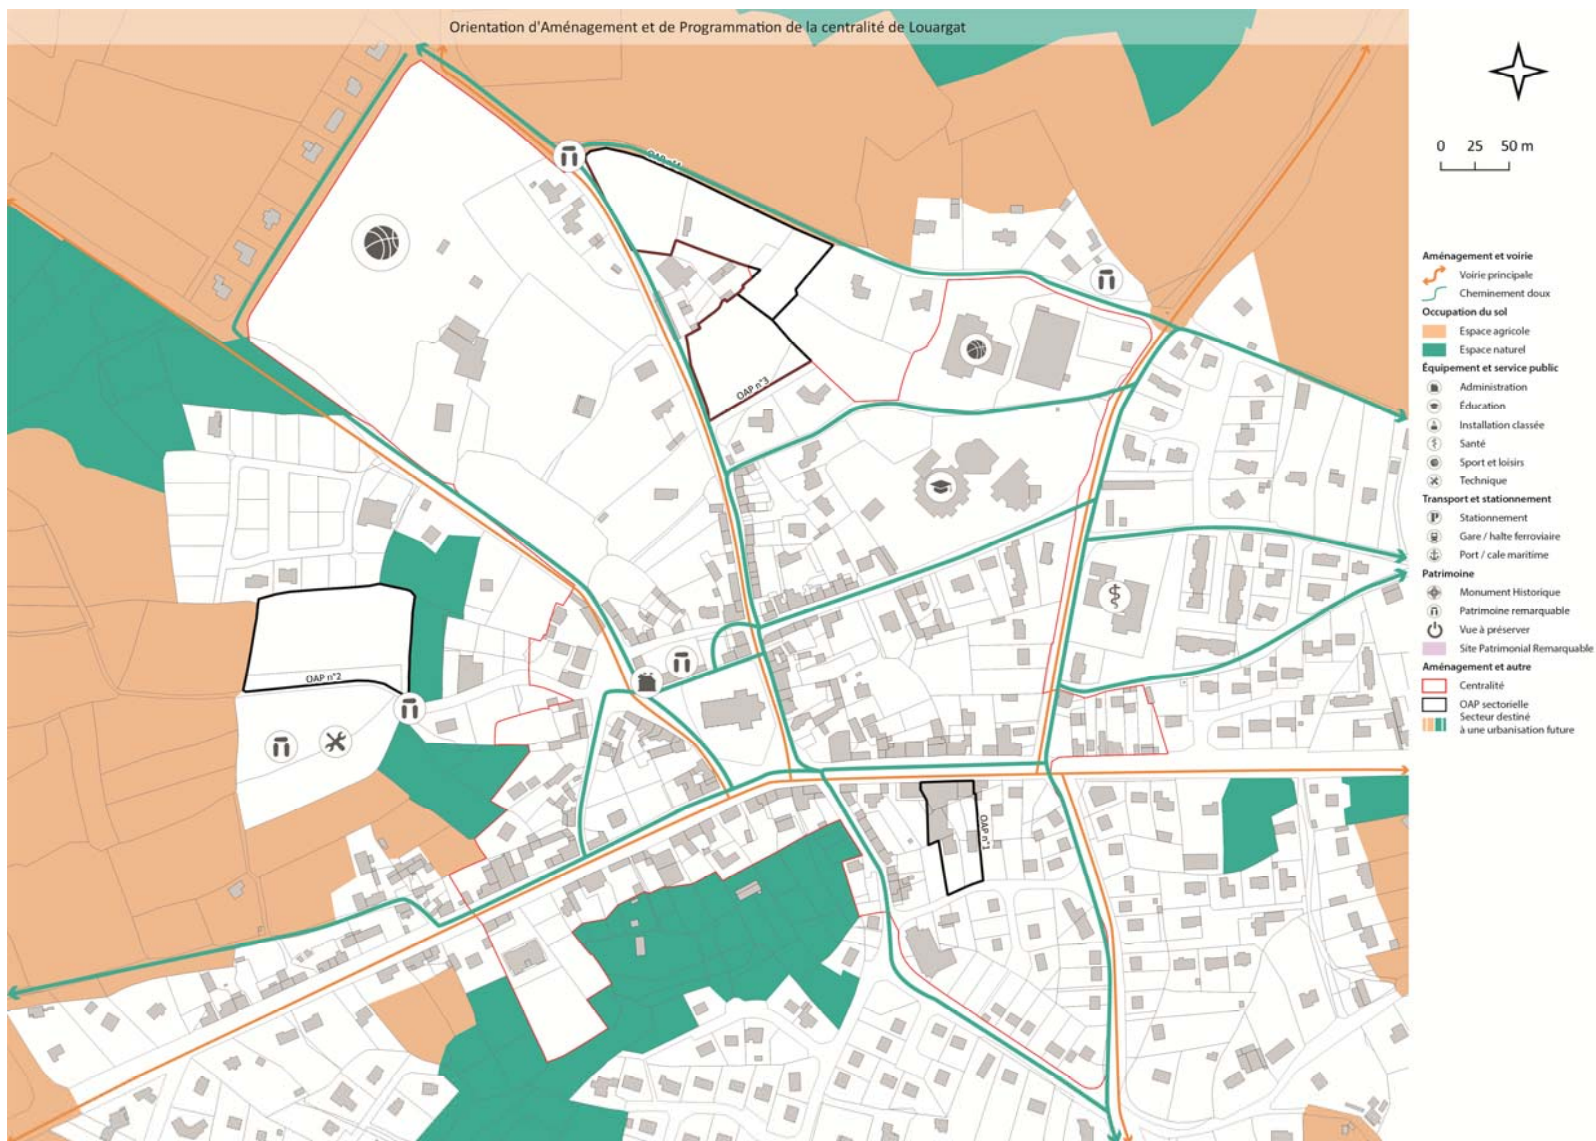 Orientation d'Aménagement et de Programmation de la centralité de Louargat
0 25 50 m
Aménagement et voirie
Voirie principale
Cheminement doux
Occupation du sol
Espace agricole
Espace naturel
Équipement et service public
Administration
Éducation
Installation classée
Santé
Sport et loisirs
Technique
Transport et stationnement
Stationnement
Gare / halte ferroviaire
Port / cale maritime
Patrimoine
Monument Historique
Patrimoine remarquable
Vue à préserver
Site Patrimonial Remarquable
Aménagement et autre
Centralité
OAP sectorielle
Secteur destiné
à une urbanisation future
OAP
OAP n°3
OAP n°2
OAP n°1